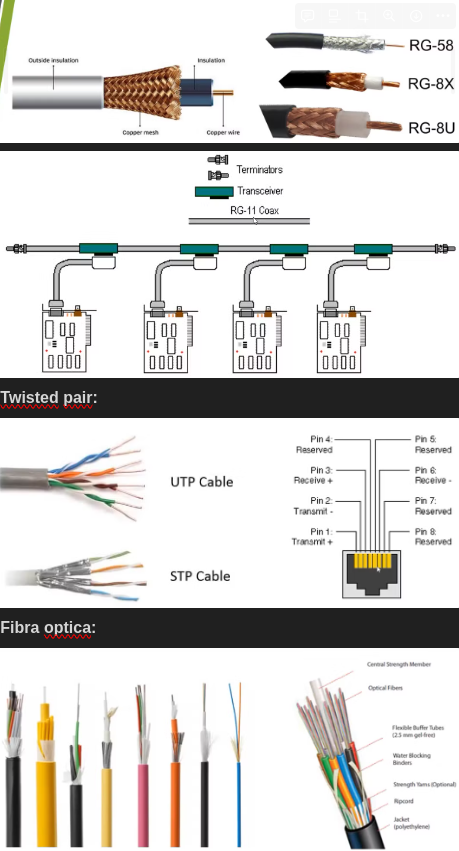 Outside insulation
Insulation
Copper mesh
Copper wire
RG-58
RG-8X
RG-8U
Terminators
Transceiver
RG-11 Coax
Twisted pair:
UTP Cable
STP Cable
Pin 4:
Reserved
Pin 5:
Reserved
Pin 3:
Receive +
Pin 6:
Receive -
Pin 2:
Transmit -
Pin 7:
Reserved
Pin 1:
Transmit +
Pin 8:
Reserved
Fibra optica:
Central Strength Member
Optical Fibers
Flexible Buffer Tubes
(2.5 mm gel-free)
Water Blocking
Binders
Strength Yarns (Optional)
Ripcord
Jacket
(polyethylene)